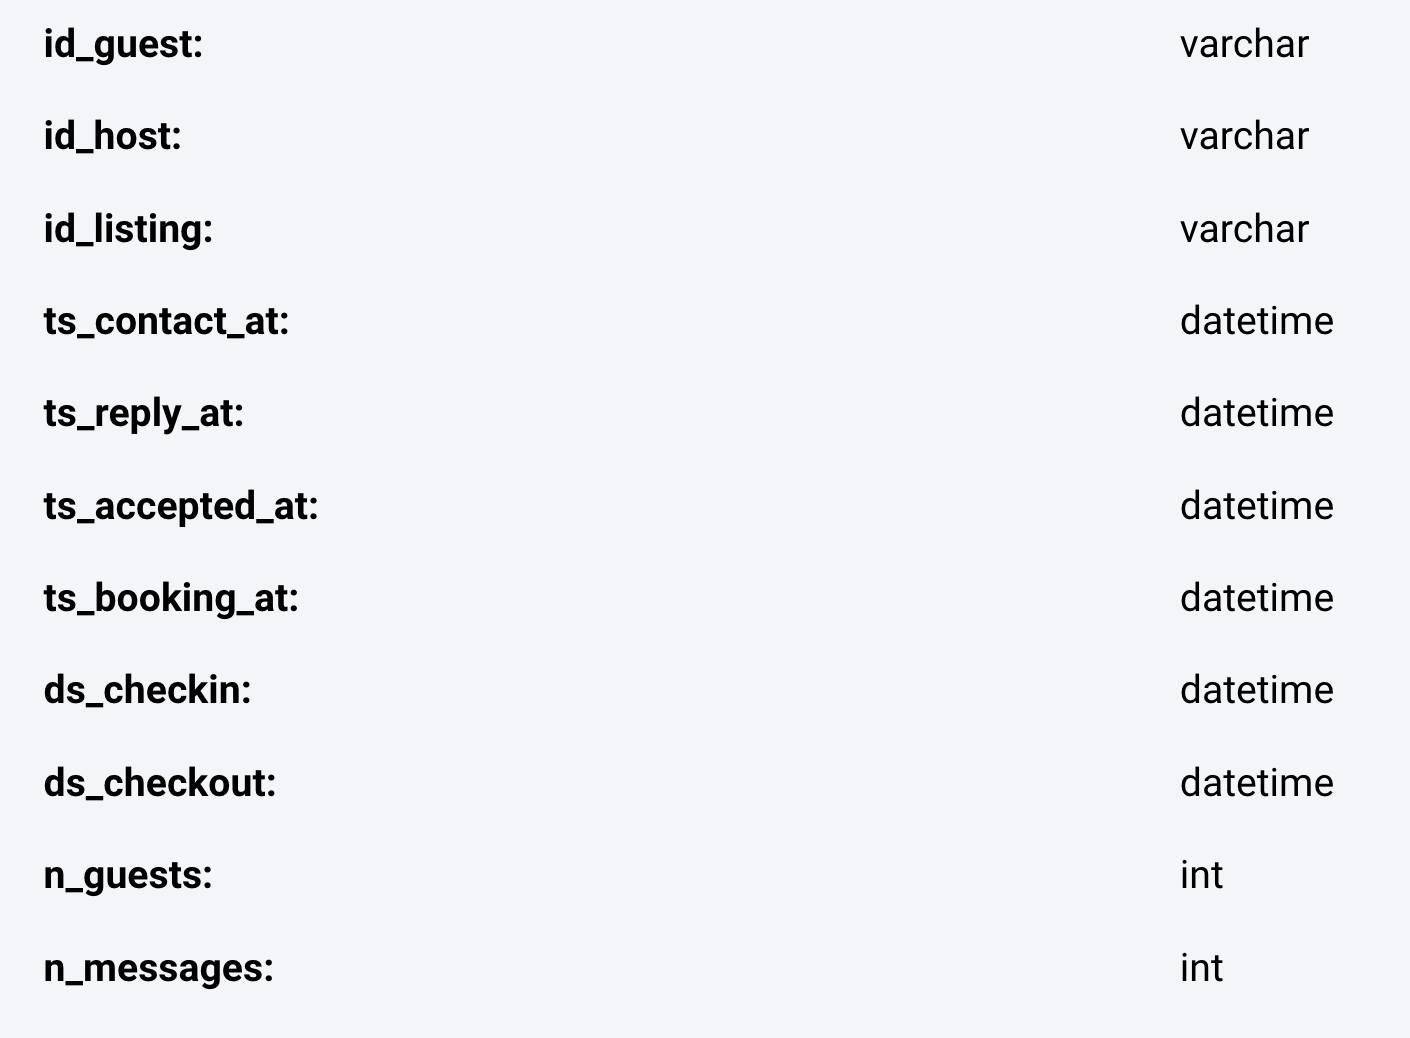 id_guest: varchar
id_host: varchar
id_listing: varchar
ts_contact_at: datetime
ts_reply_at: datetime
ts_accepted_at: datetime
ts_booking_at: datetime
ds_checkin: datetime
ds_checkout: datetime
n_guests: int
n_messages: int